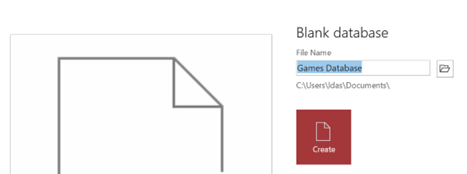 Blank database
File Name
Games Database
C:\Users\ldas\Documents\
Create